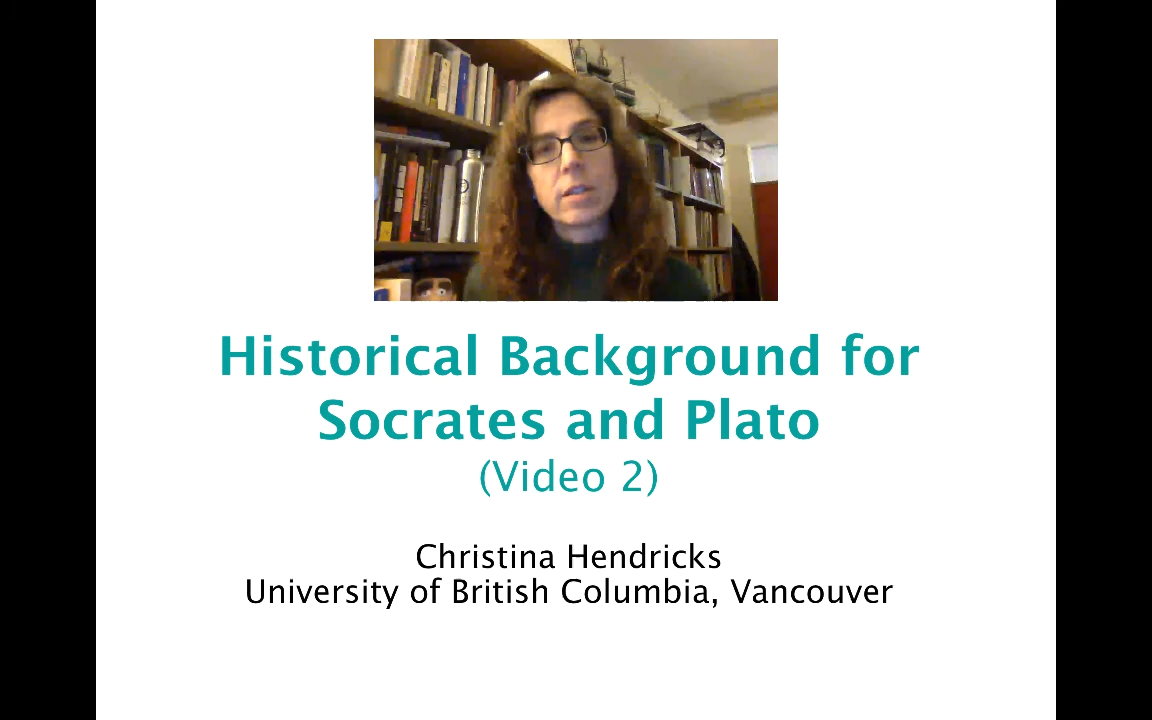 Historical Background for
Socrates and Plato
(Video 2)
Christina Hendricks
University of British Columbia, Vancouver